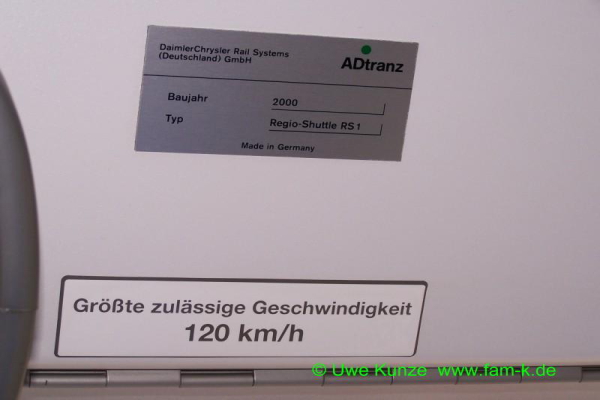 DaimlerChrysler Rail Systems
(Deutschland) GmbH
ADtranz
Baujahr 2000
Typ Regio-Shuttle RS1
Made in Germany
Größte zulässige Geschwindigkeit
120 km/h
© Uwe Kunze www.fam-k.de